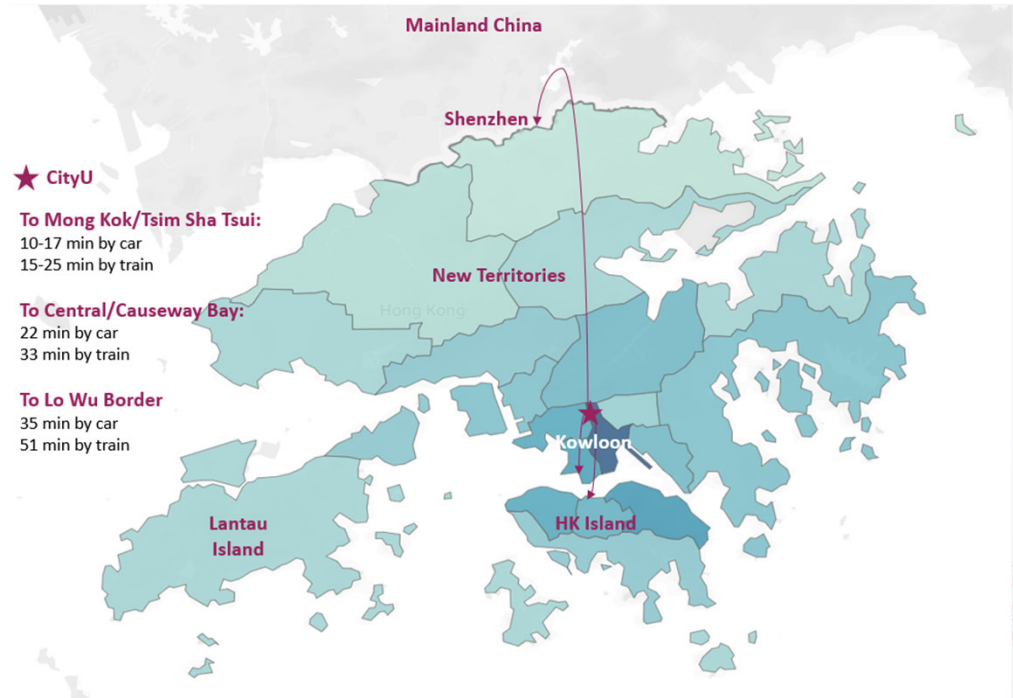 Mainland China
Shenzhen
CityU
To Mong Kok/Tsim Sha Tsui:
10-17 min by car
15-25 min by train
New Territories
To Central/Causeway Bay:
Hong Kong
22 min by car
33 min by train
To Lo Wu Border
35 min by car
51 min by train
Kowloon
HK Island
Lantau
Island